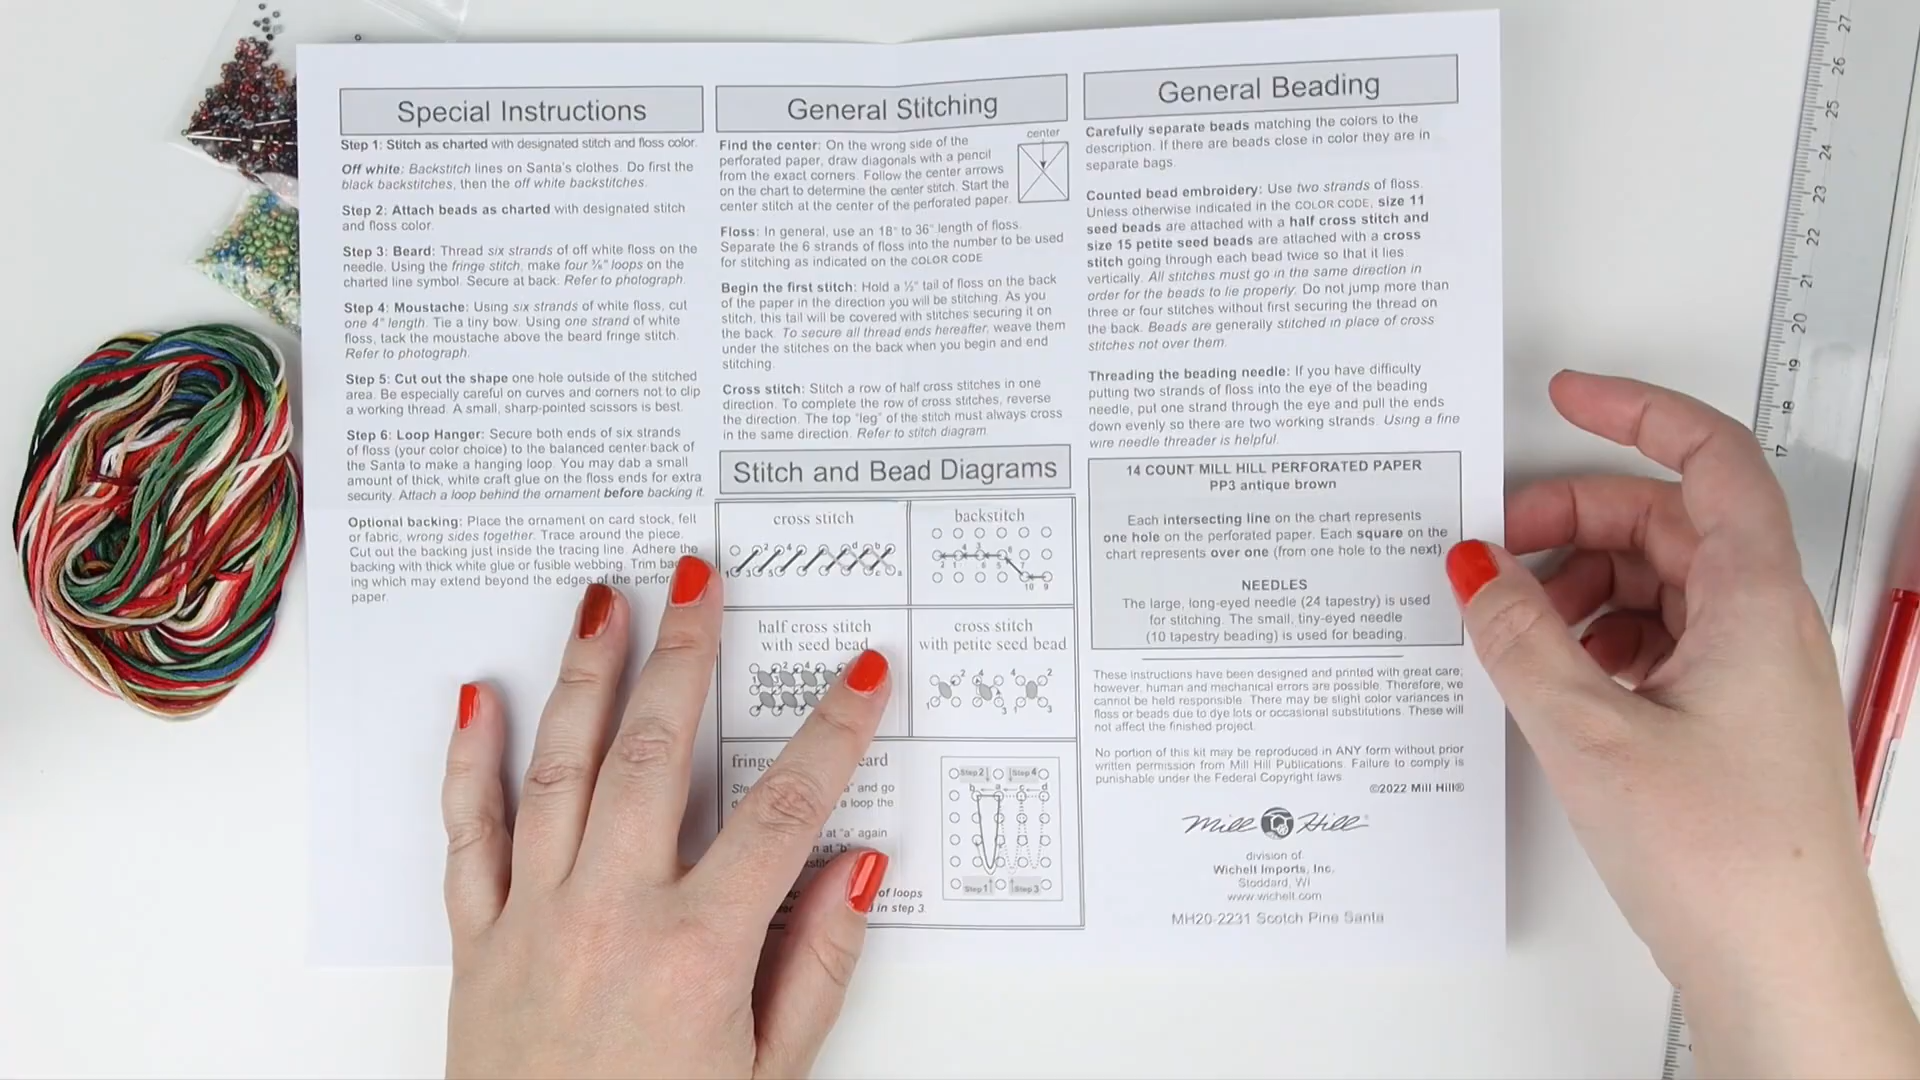 Special Instructions
Step 1: Stitch as charted with designated stitch and floss color.
Off white: Backstitch lines on Santa's clothes. Do first the
black backstitches, then the off white backstitches.
Step 2: Attach beads as charted with designated stitch
and floss color.
Step 3: Beard: Thread six strands of off white floss on the
needle. Using the fringe stitch, make four ⅜" loops on the
charted line symbol. Secure at back. Refer to photograph.
Step 4: Moustache: Using six strands of white floss, cut
one 4" length. Tie a tiny bow. Using one strand of white
floss, tack the moustache above the beard fringe stitch.
Refer to photograph.
Step 5: Cut out the shape one hole outside of the stitched
area. Be especially careful on curves and corners not to clip
a working thread. A small, sharp-pointed scissors is best.
Step 6: Loop Hanger: Secure both ends of six strands
of floss (your color choice) to the balanced center back of
the Santa to make a hanging loop. You may dab a small
amount of thick, white craft glue on the floss ends for extra
security. Attach a loop behind the ornament before backing it.
Optional backing: Place the ornament on card stock, felt
or fabric, wrong sides together. Trace around the piece.
Cut out the backing just inside the tracing line. Adhere the
backing with thick white glue or fusible webbing. Trim
ing which may extend beyond the edges of the
paper.
General Stitching
Find the center: On the wrong side of the
perforated paper, draw diagonals with a pencil
from the exact corners. Follow the center arrows
on the chart to determine the center stitch. Start the
center stitch at the center of the perforated paper.
center
Floss: In general, use an 18" to 36" length of floss.
Separate the 6 strands of floss into the number to be used
for stitching as indicated on the COLOR CODE
Begin the first stitch: Hold a ½" tail of floss on the back
of the paper in the direction you will be stitching. As you
stitch, this tail will be covered with stitches securing it on
the back. To secure all thread ends hereafter, weave them
under the stitches on the back when you begin and end
stitching.
Cross stitch: Stitch a row of half cross stitches in one
direction. To complete the row of cross stitches, reverse
the direction. The top "leg" of the stitch must always cross
in the same direction. Refer to stitch diagram.
Stitch and Bead Diagrams
cross stitch
backstitch
half cross stitch
with seed bead
cross stitch
with petite seed bead
fringe
and go
a loop the
at "a" again
at "b"
of loops
in step 3.
Step 2 Step 4
b a c d
Step 1 Step 3
General Beading
Carefully separate beads matching the colors to the
description. If there are beads close in color they are in
separate bags.
Counted bead embroidery: Use two strands of floss.
Unless otherwise indicated in the COLOR CODE, size 11
seed beads are attached with a half cross stitch and
size 15 petite seed beads are attached with a cross
stitch going through each bead twice so that it lies
vertically. All stitches must go in the same direction in
order for the beads to lie properly. Do not jump more than
three or four stitches without first securing the thread on
the back. Beads are generally stitched in place of cross
stitches not over them.
Threading the beading needle: If you have difficulty
putting two strands of floss into the eye of the beading
needle, put one strand through the eye and pull the ends
down evenly so there are two working strands. Using a fine
wire needle threader is helpful.
14 COUNT MILL HILL PERFORATED PAPER
PP3 antique brown
Each intersecting line on the chart represents
one hole on the perforated paper. Each square on the
chart represents over one (from one hole to the next).
NEEDLES
The large, long-eyed needle (24 tapestry) is used
for stitching. The small, tiny-eyed needle
(10 tapestry beading) is used for beading.
These instructions have been designed and printed with great care;
however, human and mechanical errors are possible. Therefore, we
cannot be held responsible. There may be slight color variances in
floss or beads due to dye lots or occasional substitutions. These will
not affect the finished project.
No portion of this kit may be reproduced in ANY form without prior
written permission from Mill Hill Publications. Failure to comply is
punishable under the Federal Copyright laws.
©2022 Mill Hill®
Mill Hill
division of
Wichelt Imports, Inc.
Stoddard, WI
www.wichelt.com
MH20-2231 Scotch Pine Santa
27
26
25
24
23
22
21
20
19
18
17